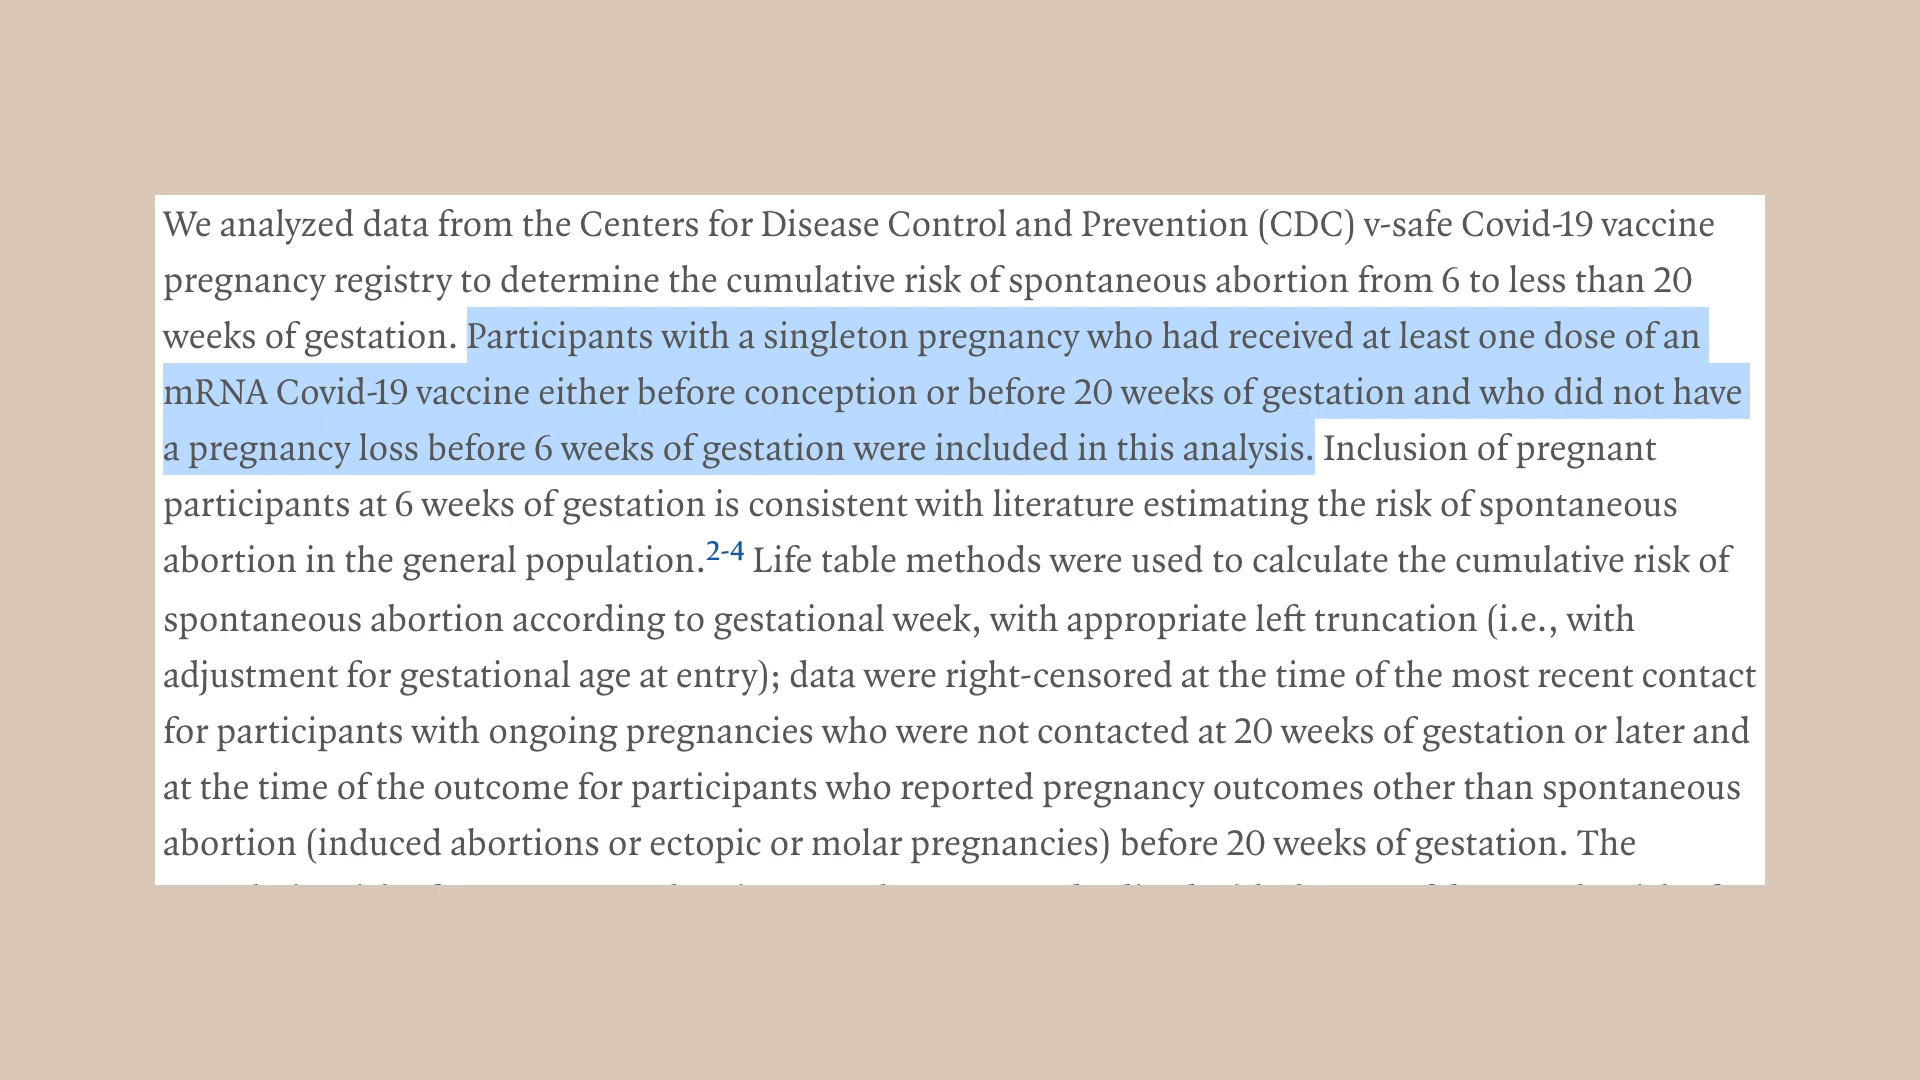 We analyzed data from the Centers for Disease Control and Prevention (CDC) v-safe Covid-19 vaccine
pregnancy registry to determine the cumulative risk of spontaneous abortion from 6 to less than 20
weeks of gestation. Participants with a singleton pregnancy who had received at least one dose of an
mRNA Covid-19 vaccine either before conception or before 20 weeks of gestation and who did not have
a pregnancy loss before 6 weeks of gestation were included in this analysis. Inclusion of pregnant
participants at 6 weeks of gestation is consistent with literature estimating the risk of spontaneous
abortion in the general population.2-4 Life table methods were used to calculate the cumulative risk of
spontaneous abortion according to gestational week, with appropriate left truncation (i.e., with
adjustment for gestational age at entry); data were right-censored at the time of the most recent contact
for participants with ongoing pregnancies who were not contacted at 20 weeks of gestation or later and
at the time of the outcome for participants who reported pregnancy outcomes other than spontaneous
abortion (induced abortions or ectopic or molar pregnancies) before 20 weeks of gestation. The